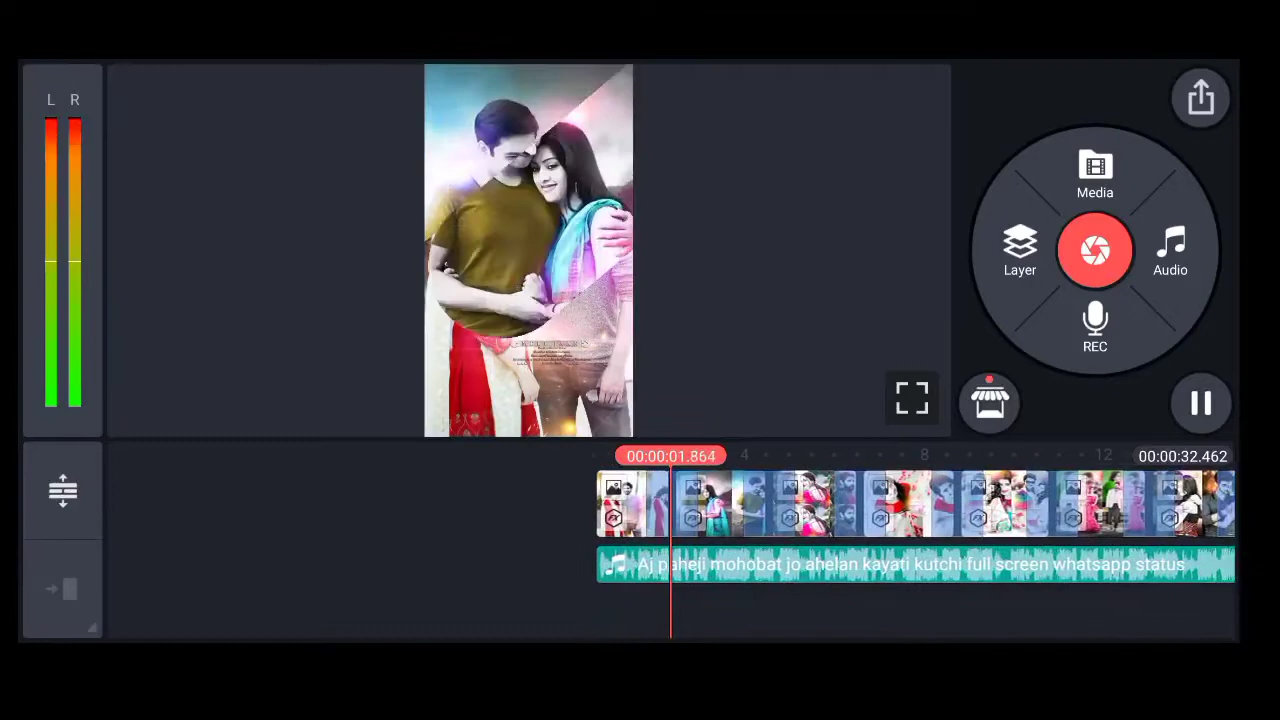 L R
Media
Layer
Audio
REC
00:00:01.864
4
8
12
00:00:32.462
Aj paheji mohobat jo ahelan kayati kutchi full screen whatsapp status